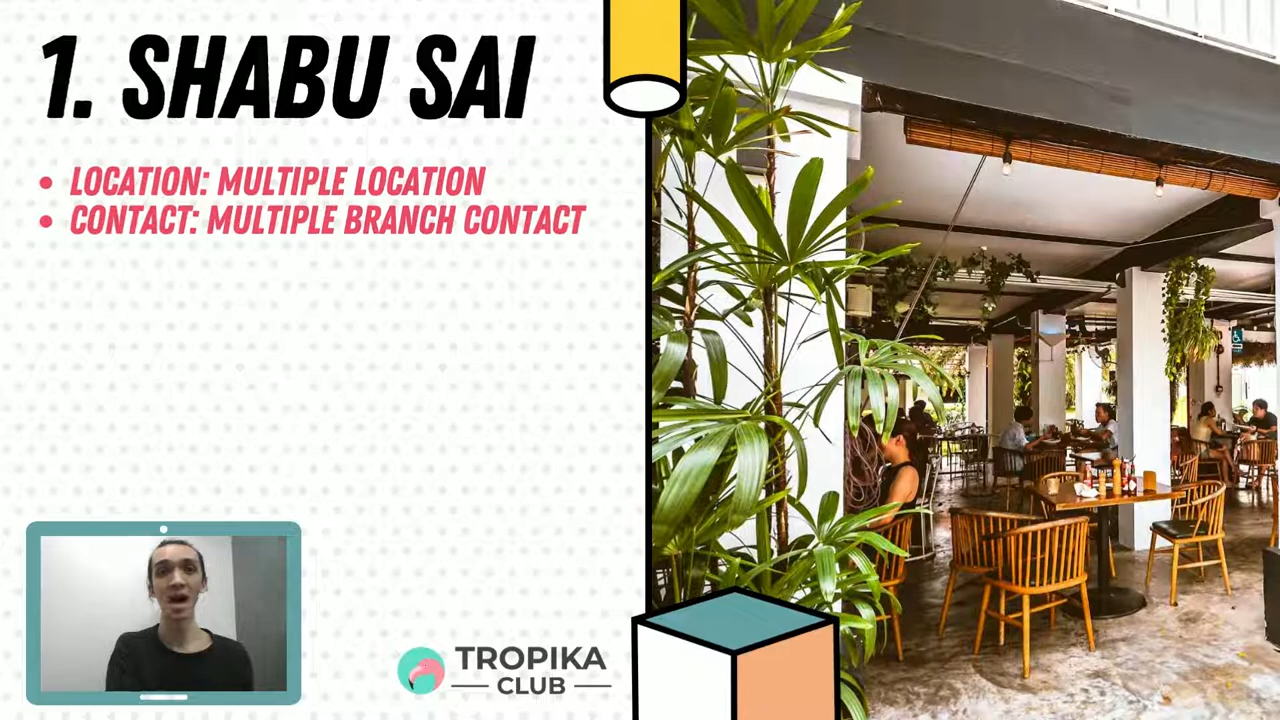 1. SHABU SAI
• LOCATION: MULTIPLE LOCATION
• CONTACT: MULTIPLE BRANCH CONTACT
TROPIKA
CLUB